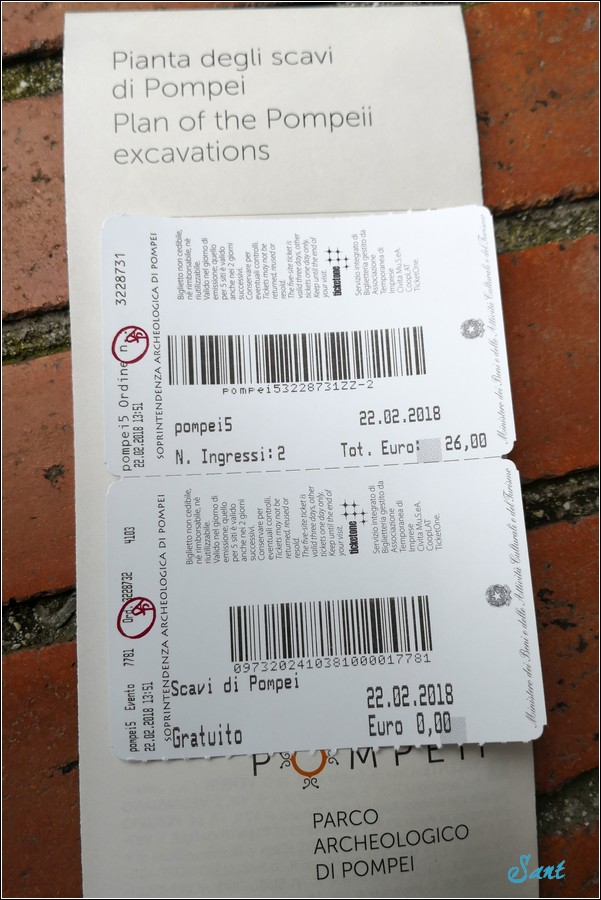 Pianta degli scavi
di Pompei
Plan of the Pompeii
excavations
pompei5 Ordine n.
3228731
22.02.2018 13:51
SOPRINTENDENZA ARCHEOLOGICA DI POMPEI
Biglietto non cedibile,
nè rimborsabile, nè
riutilizzabile.
Valido nel giorno di
emissione; quello
per 5 siti è valido
anche nei 2 giorni
successivi.
Conservare per
eventuali controlli.
Tickets may not be
returned, reused or
resold.
The five-site ticket is
valid three days, other
tickets one day only.
Keep until the end of
your visit.
ticketone
Servizio integrato di
Biglietteria gestito da
Associazione
Temporanea di
Imprese
Civita Mu.S.eA
CoopLAT
TicketOne.
Ministero dei Beni e delle Attività Culturali e del Turismo
pompei53228731ZZ-2
pompei5
22.02.2018
N. Ingressi:2
Tot. Euro: 26,00
pompei5 Evento 7781 Ord. 3228732 4103
22.02.2018 13:51
SOPRINTENDENZA ARCHEOLOGICA DI POMPEI
Biglietto non cedibile,
nè rimborsabile, nè
riutilizzabile.
Valido nel giorno di
emissione; quello
per 5 siti è valido
anche nei 2 giorni
successivi.
Conservare per
eventuali controlli.
Tickets may not be
returned, reused or
resold.
The five-site ticket is
valid three days, other
tickets one day only.
Keep until the end of
your visit.
ticketone
Servizio integrato di
Biglietteria gestito da
Associazione
Temporanea di
Imprese
Civita Mu.S.eA
CoopLAT
TicketOne.
Ministero dei Beni e delle Attività Culturali e del Turismo
0973202410381000017781
Scavi di Pompei
22.02.2018
Gratuito
Euro 0,00
POMPEII
PARCO
ARCHEOLOGICO
DI POMPEI
Sant